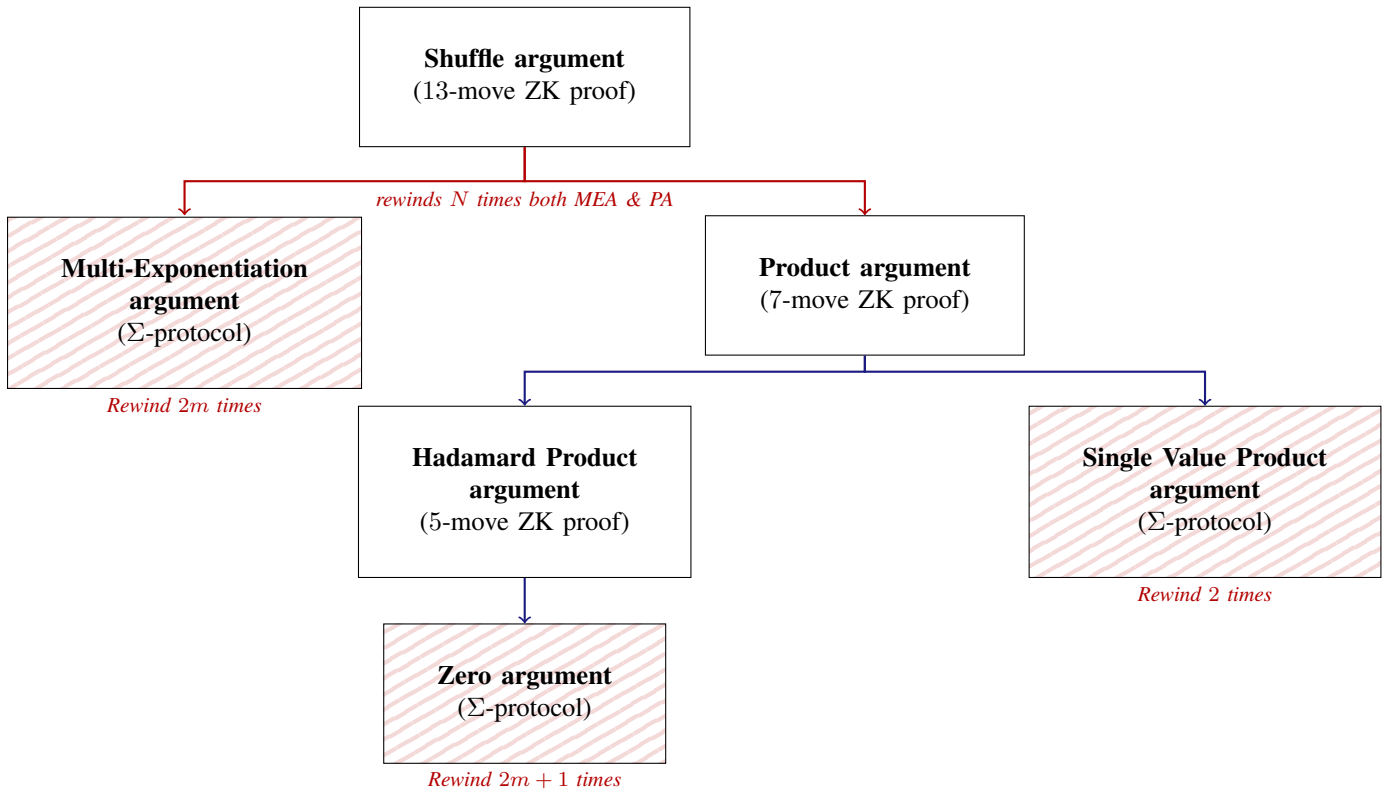 Shuffle argument
(13-move ZK proof)
rewinds N times both MEA & PA
Multi-Exponentiation
argument
(Σ-protocol)
Rewind 2m times
Product argument
(7-move ZK proof)
Hadamard Product
argument
(5-move ZK proof)
Single Value Product
argument
(Σ-protocol)
Rewind 2 times
Zero argument
(Σ-protocol)
Rewind 2m + 1 times